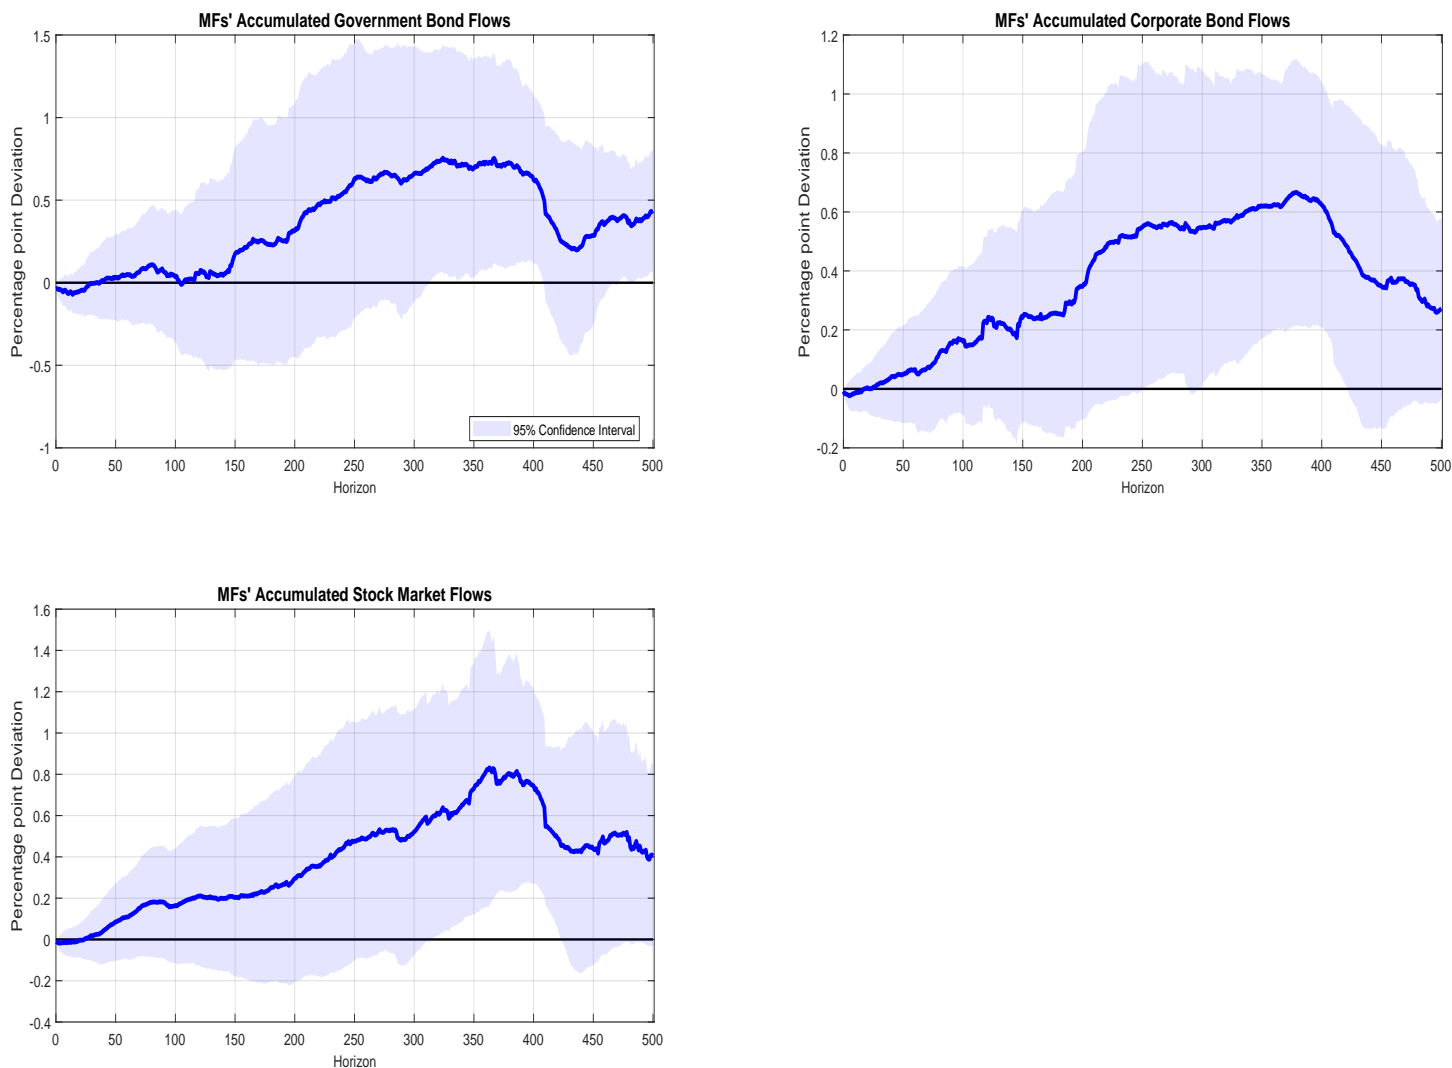 MFs' Accumulated Government Bond Flows
Percentage point Deviation
1.5
1
0.5
0
-0.5
-1
95% Confidence Interval
0 50 100 150 200 250 300 350 400 450 500
Horizon
MFs' Accumulated Corporate Bond Flows
Percentage point Deviation
1.2
1
0.8
0.6
0.4
0.2
0
-0.2
0 50 100 150 200 250 300 350 400 450 500
Horizon
MFs' Accumulated Stock Market Flows
Percentage point Deviation
1.6
1.4
1.2
1
0.8
0.6
0.4
0.2
0
-0.2
-0.4
0 50 100 150 200 250 300 350 400 450 500
Horizon